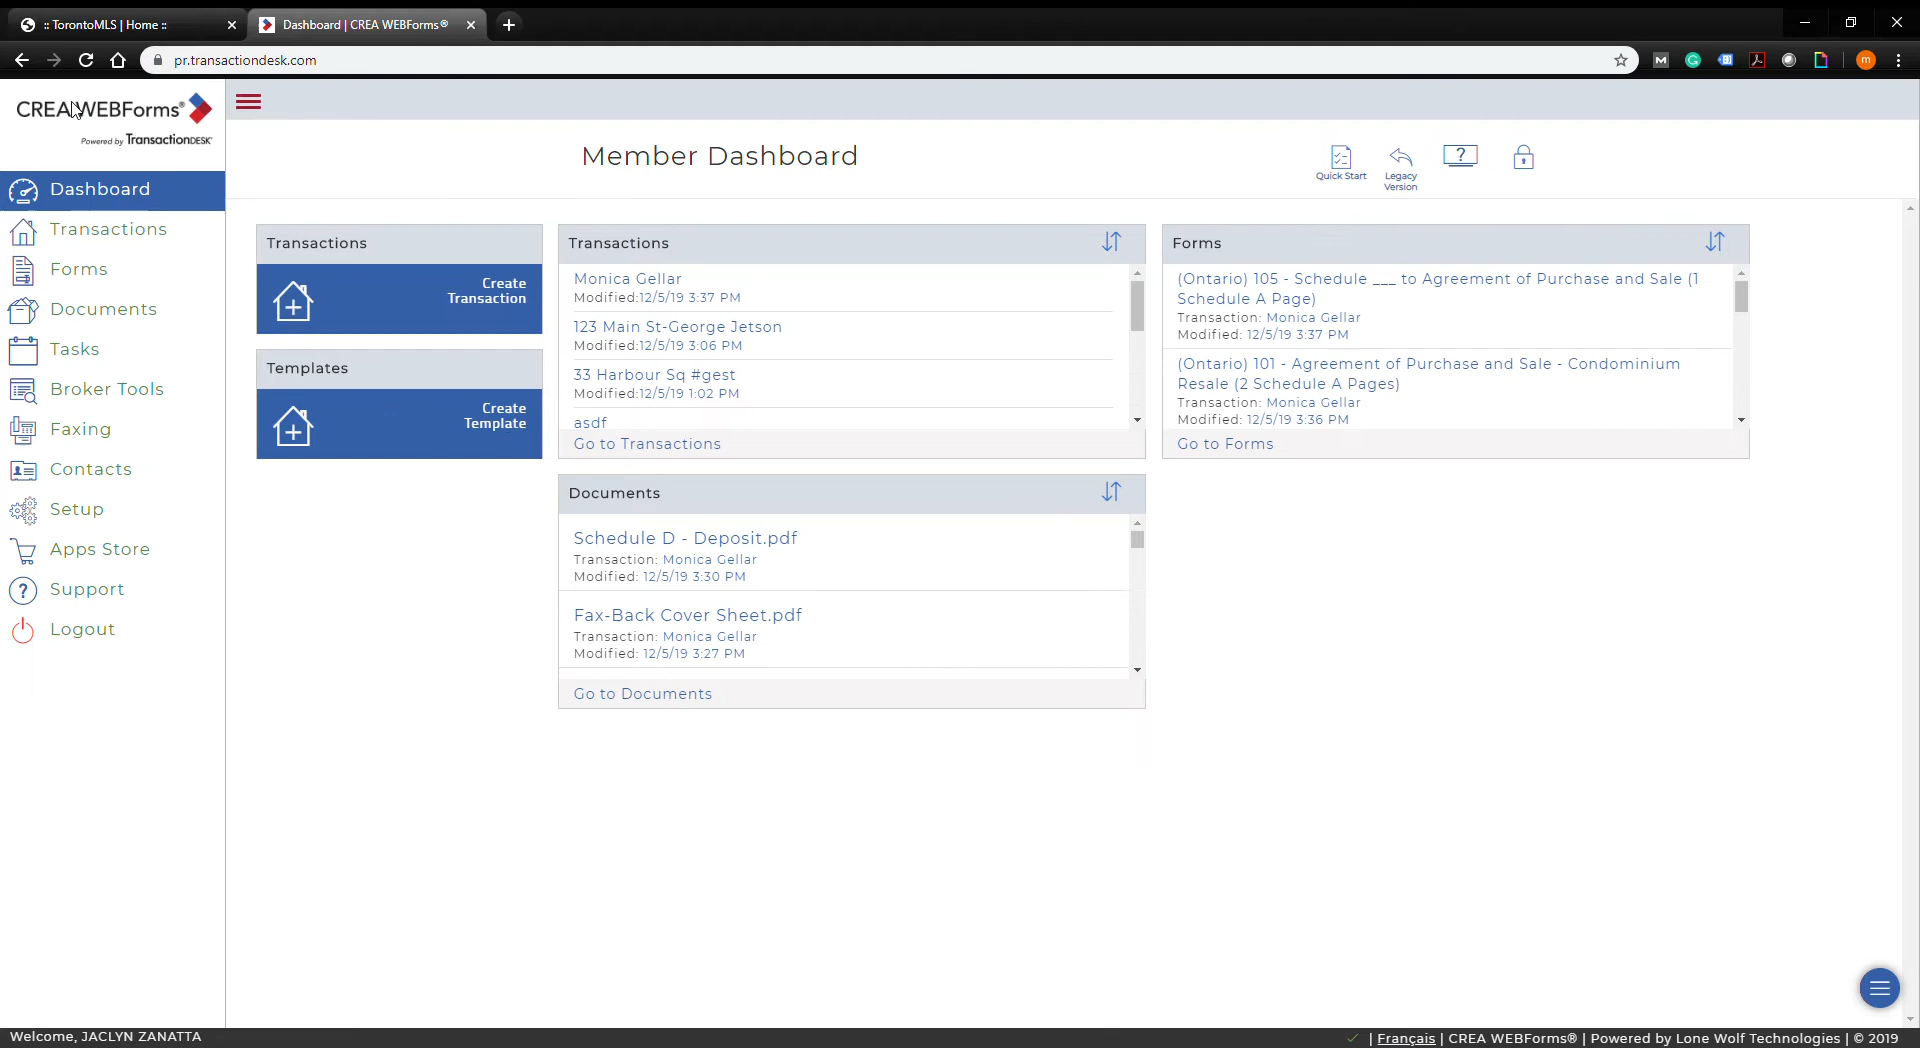 :: TorontoMLS | Home ::
Dashboard | CREA WEBForms®
pr.transactiondesk.com
CREA WEBForms®
Powered by TransactionDESK
Dashboard
Transactions
Forms
Documents
Tasks
Broker Tools
Faxing
Contacts
Setup
Apps Store
Support
Logout
Member Dashboard
Quick Start
Legacy
Version
Transactions
Create
Transaction
Templates
Create
Template
Transactions
Monica Gellar
Modified:12/5/19 3:37 PM
123 Main St-George Jetson
Modified:12/5/19 3:06 PM
33 Harbour Sq #gest
Modified:12/5/19 1:02 PM
asdf
Go to Transactions
Forms
(Ontario) 105 - Schedule ___ to Agreement of Purchase and Sale (1
Schedule A Page)
Transaction: Monica Gellar
Modified: 12/5/19 3:37 PM
(Ontario) 101 - Agreement of Purchase and Sale - Condominium
Resale (2 Schedule A Pages)
Transaction: Monica Gellar
Modified: 12/5/19 3:36 PM
Go to Forms
Documents
Schedule D - Deposit.pdf
Transaction: Monica Gellar
Modified: 12/5/19 3:30 PM
Fax-Back Cover Sheet.pdf
Transaction: Monica Gellar
Modified: 12/5/19 3:27 PM
Go to Documents
Welcome, JACLYN ZANATTA
| Français | CREA WEBForms® | Powered by Lone Wolf Technologies | © 2019